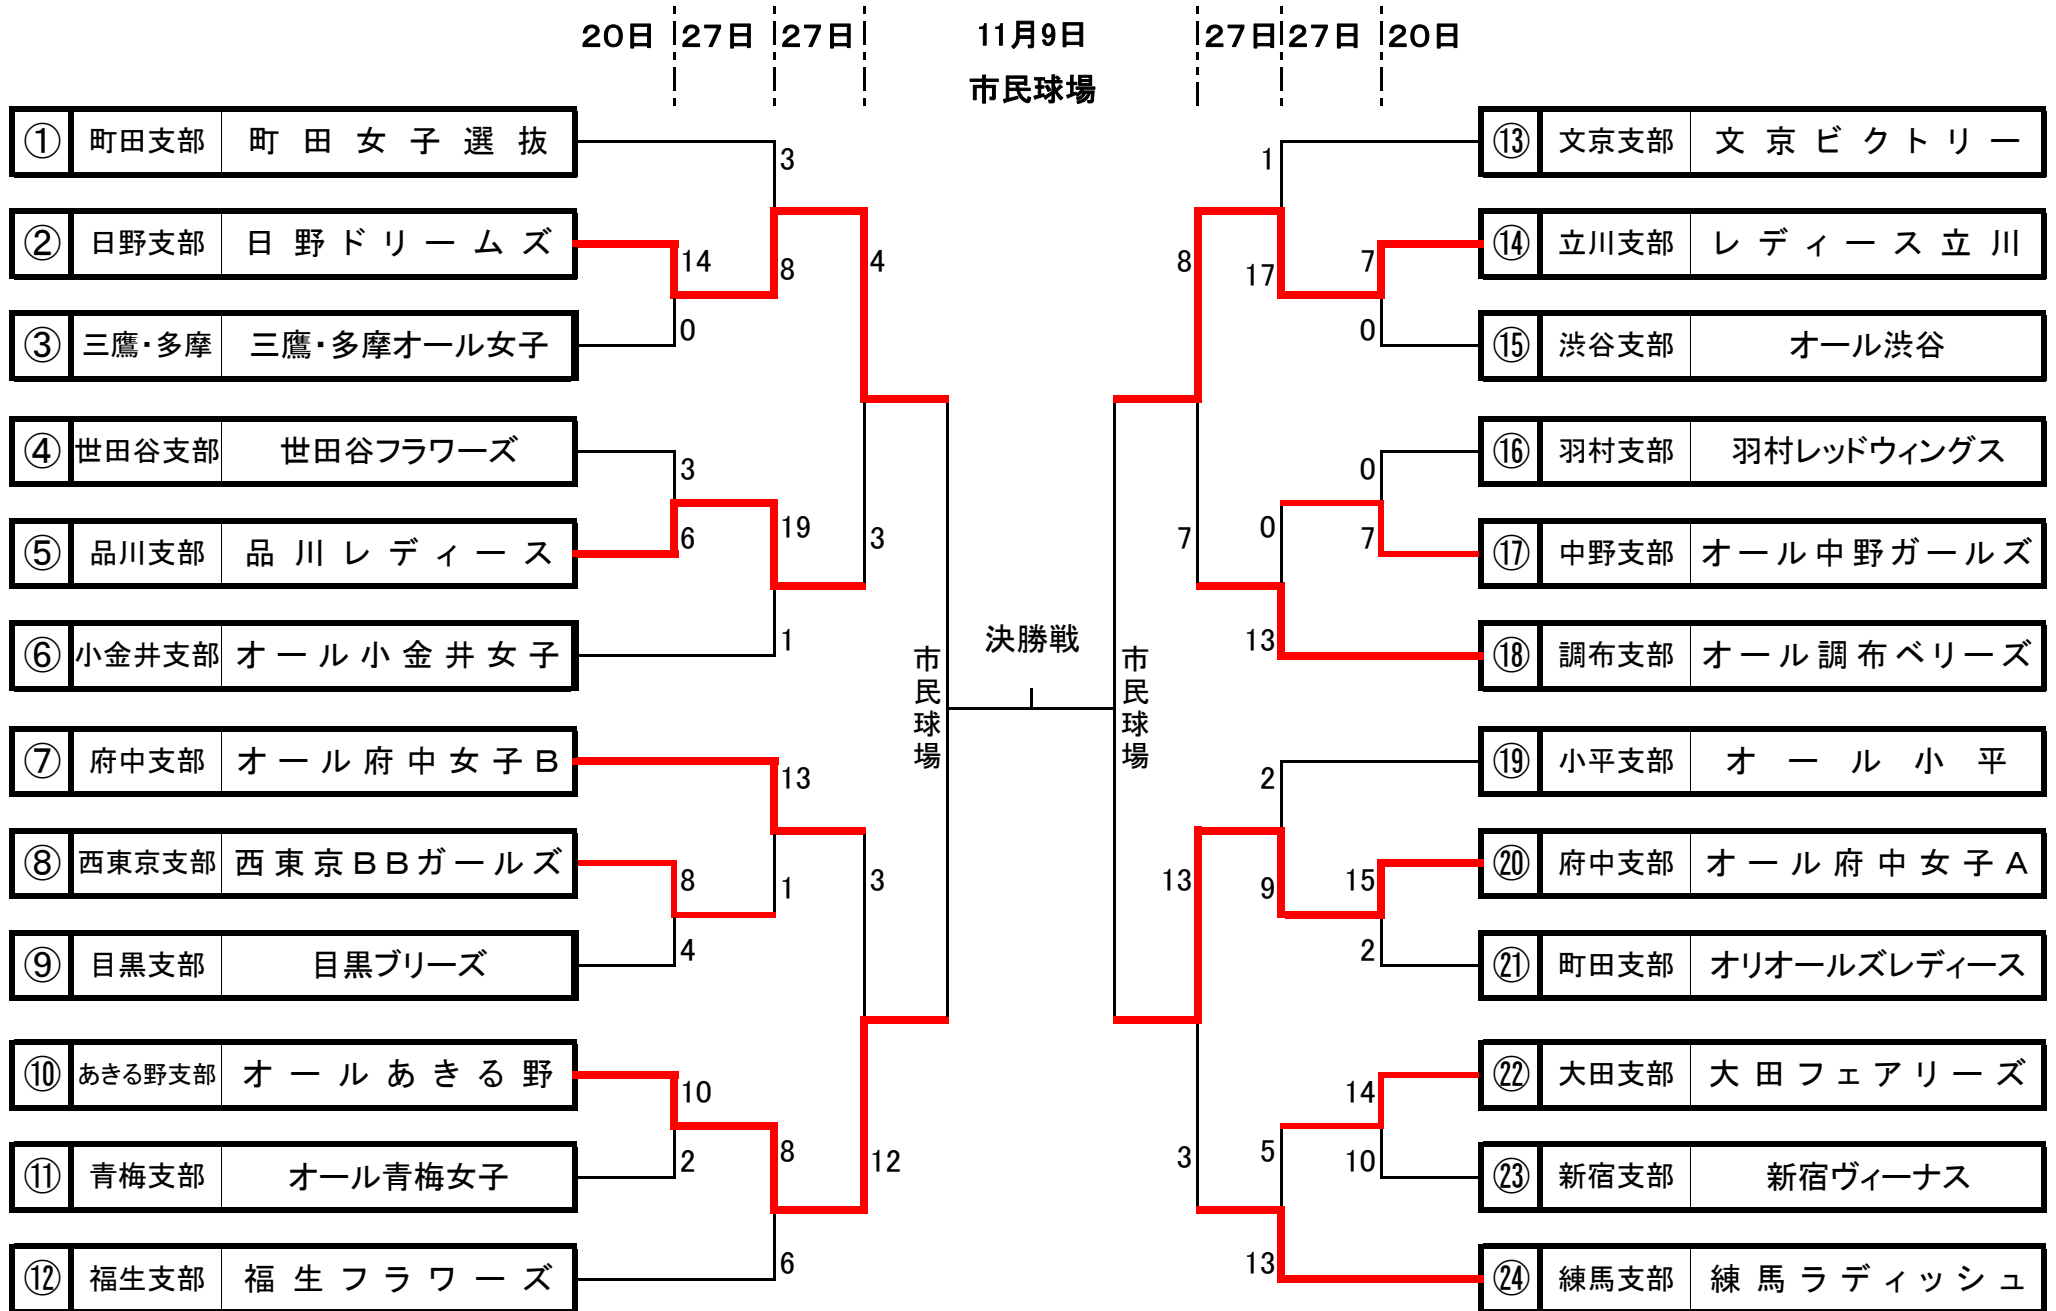 20日 27日 27日 11月9日 27日 27日 20日
市民球場
① 町田支部 町田女子選抜
3
② 日野支部 日野ドリームズ
14
8
4
③ 三鷹・多摩 三鷹・多摩オール女子
0
④ 世田谷支部 世田谷フラワーズ
3
⑤ 品川支部 品川レディース
6
19
3
⑥ 小金井支部 オール小金井女子
1
⑦ 府中支部 オール府中女子B
13
⑧ 西東京支部 西東京BBガールズ
8
1
3
⑨ 目黒支部 目黒ブリーズ
4
⑩ あきる野支部 オールあきる野
10
⑪ 青梅支部 オール青梅女子
2
8
12
⑫ 福生支部 福生フラワーズ
6
市民球場
決勝戦
市民球場
⑬ 文京支部 文京ビクトリー
1
⑭ 立川支部 レディース立川
7
17
8
⑮ 渋谷支部 オール渋谷
0
⑯ 羽村支部 羽村レッドウィングス
0
⑰ 中野支部 オール中野ガールズ
7
0
7
⑱ 調布支部 オール調布ベリーズ
13
⑲ 小平支部 オール小平
2
⑳ 府中支部 オール府中女子A
15
9
13
㉑ 町田支部 オリオールズレディース
2
㉒ 大田支部 大田フェアリーズ
14
㉓ 新宿支部 新宿ヴィーナス
10
5
3
㉔ 練馬支部 練馬ラディッシュ
13